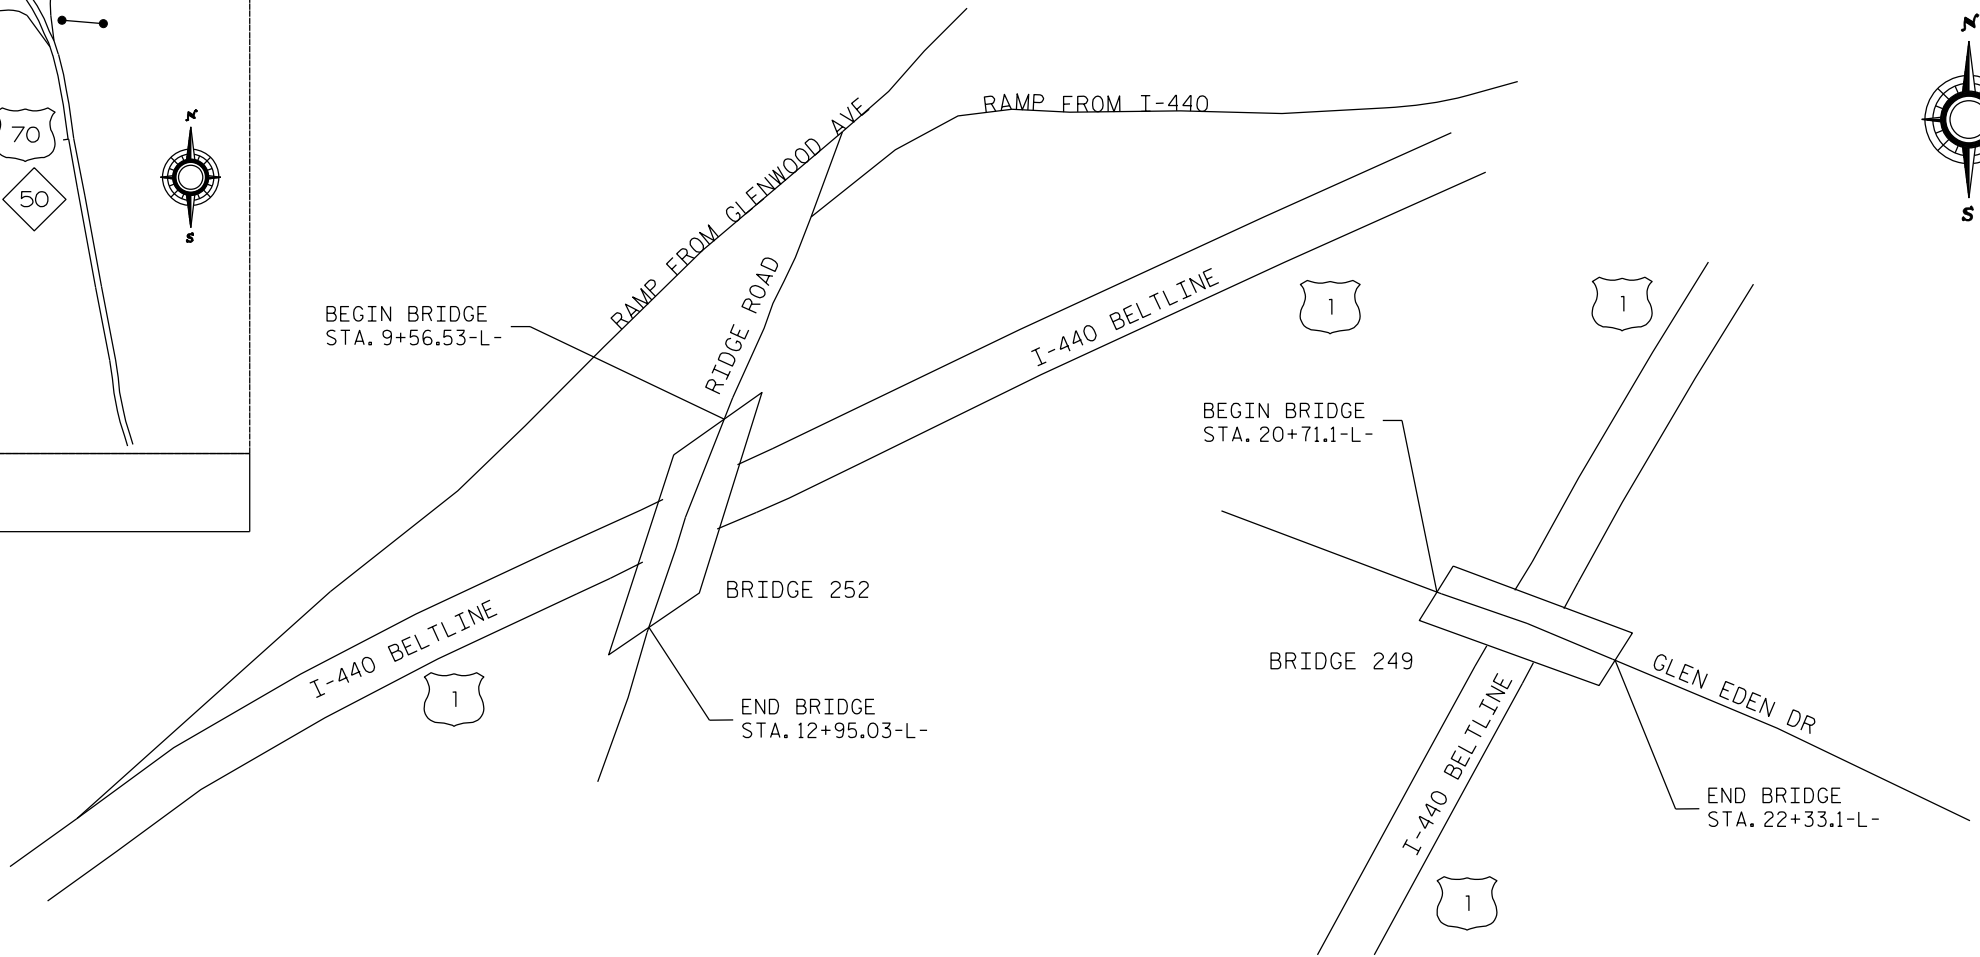 70
50
N
S
N
S
RAMP FROM GLENWOOD AVE
RAMP FROM I-440
RIDGE ROAD
BEGIN BRIDGE
STA. 9+56.53-L-
I-440 BELTLINE
1
1
BEGIN BRIDGE
STA. 20+71.1-L-
BRIDGE 252
I-440 BELTLINE
1
END BRIDGE
STA. 12+95.03-L-
BRIDGE 249
GLEN EDEN DR
I-440 BELTLINE
END BRIDGE
STA. 22+33.1-L-
1